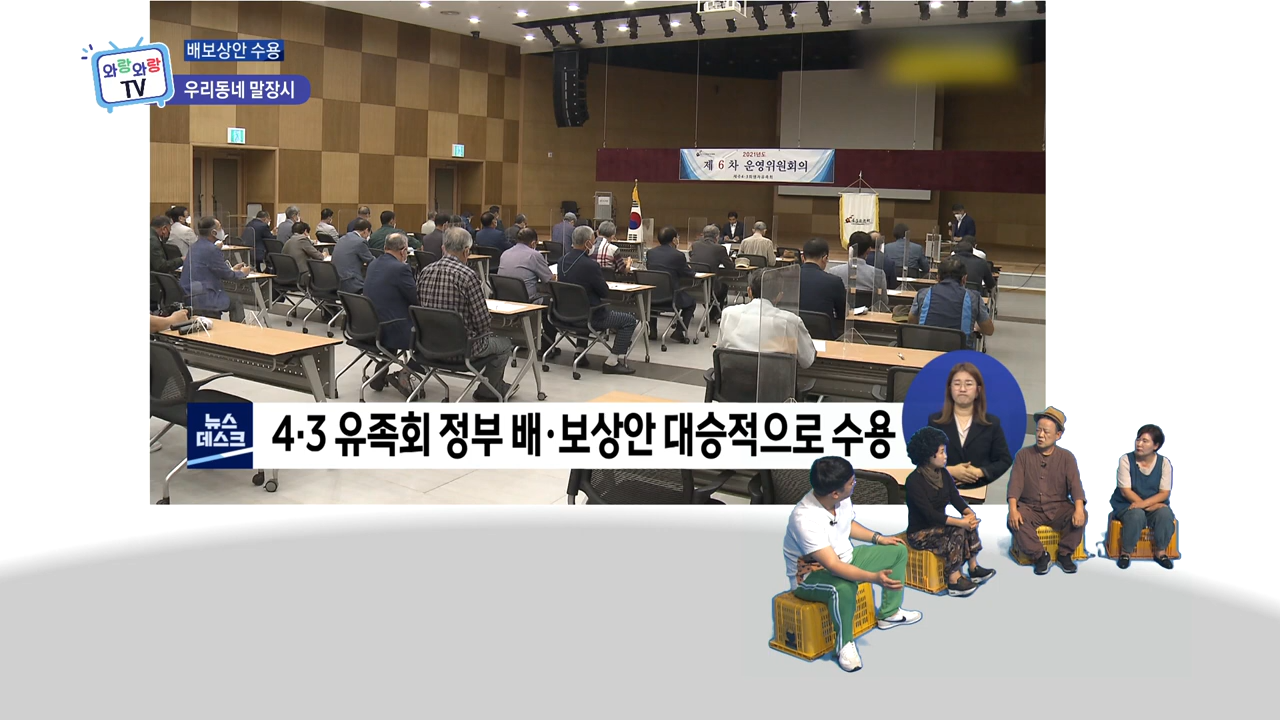 와랑와랑
TV
배보상안 수용
우리동네 말장시
2021년도
제 6 차 운영위원회의
뉴스
데스크
4·3 유족회 정부 배·보상안 대승적으로 수용